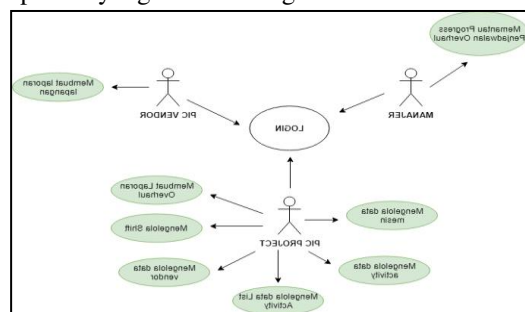 Memantau Progress
Penjadwalan Overhaul
Membuat laporan
lapangan
PIC VENDOR
MANAJER
LOGIN
Membuat Laporan
Overhaul
Mengelola Shift
Mengelola data
mesin
PIC PROJECT
Mengelola data
vendor
Mengelola data
activity
Mengelola data List
Activity